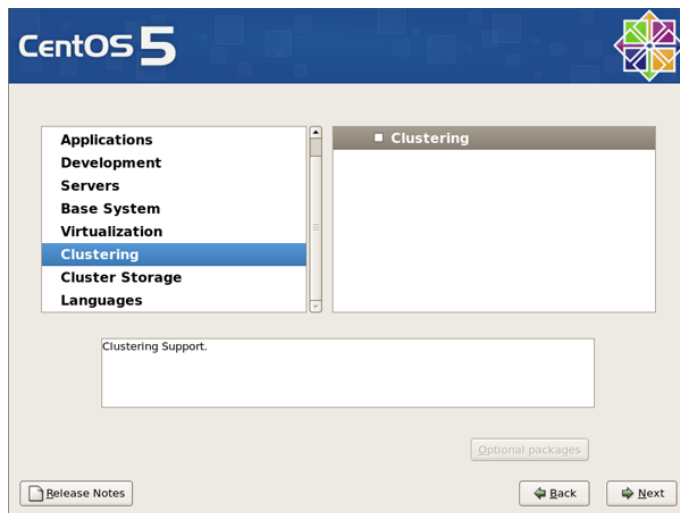 CentOS 5
Applications
Development
Servers
Base System
Virtualization
Clustering
Cluster Storage
Languages
Clustering
Clustering Support.
Optional packages
Release Notes
Back
Next